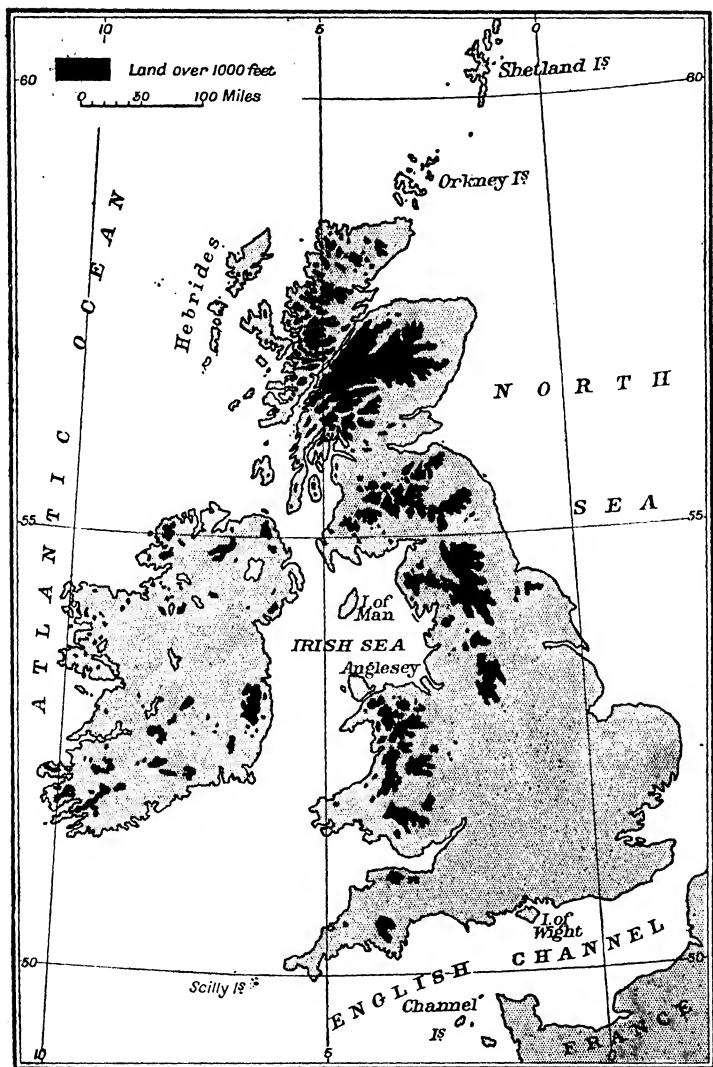 10
5
0
Land over 1000 feet
0 50 100 Miles
60
60
Shetland Is
Orkney Is
Hebrides
ATLANTIC OCEAN
NORTH
SEA
55
55
I. of
Man
IRISH SEA
Anglesey
I. of
Wight
ENGLISH CHANNEL
50
50
Scilly Is
Channel
Is
FRANCE
10
5
0